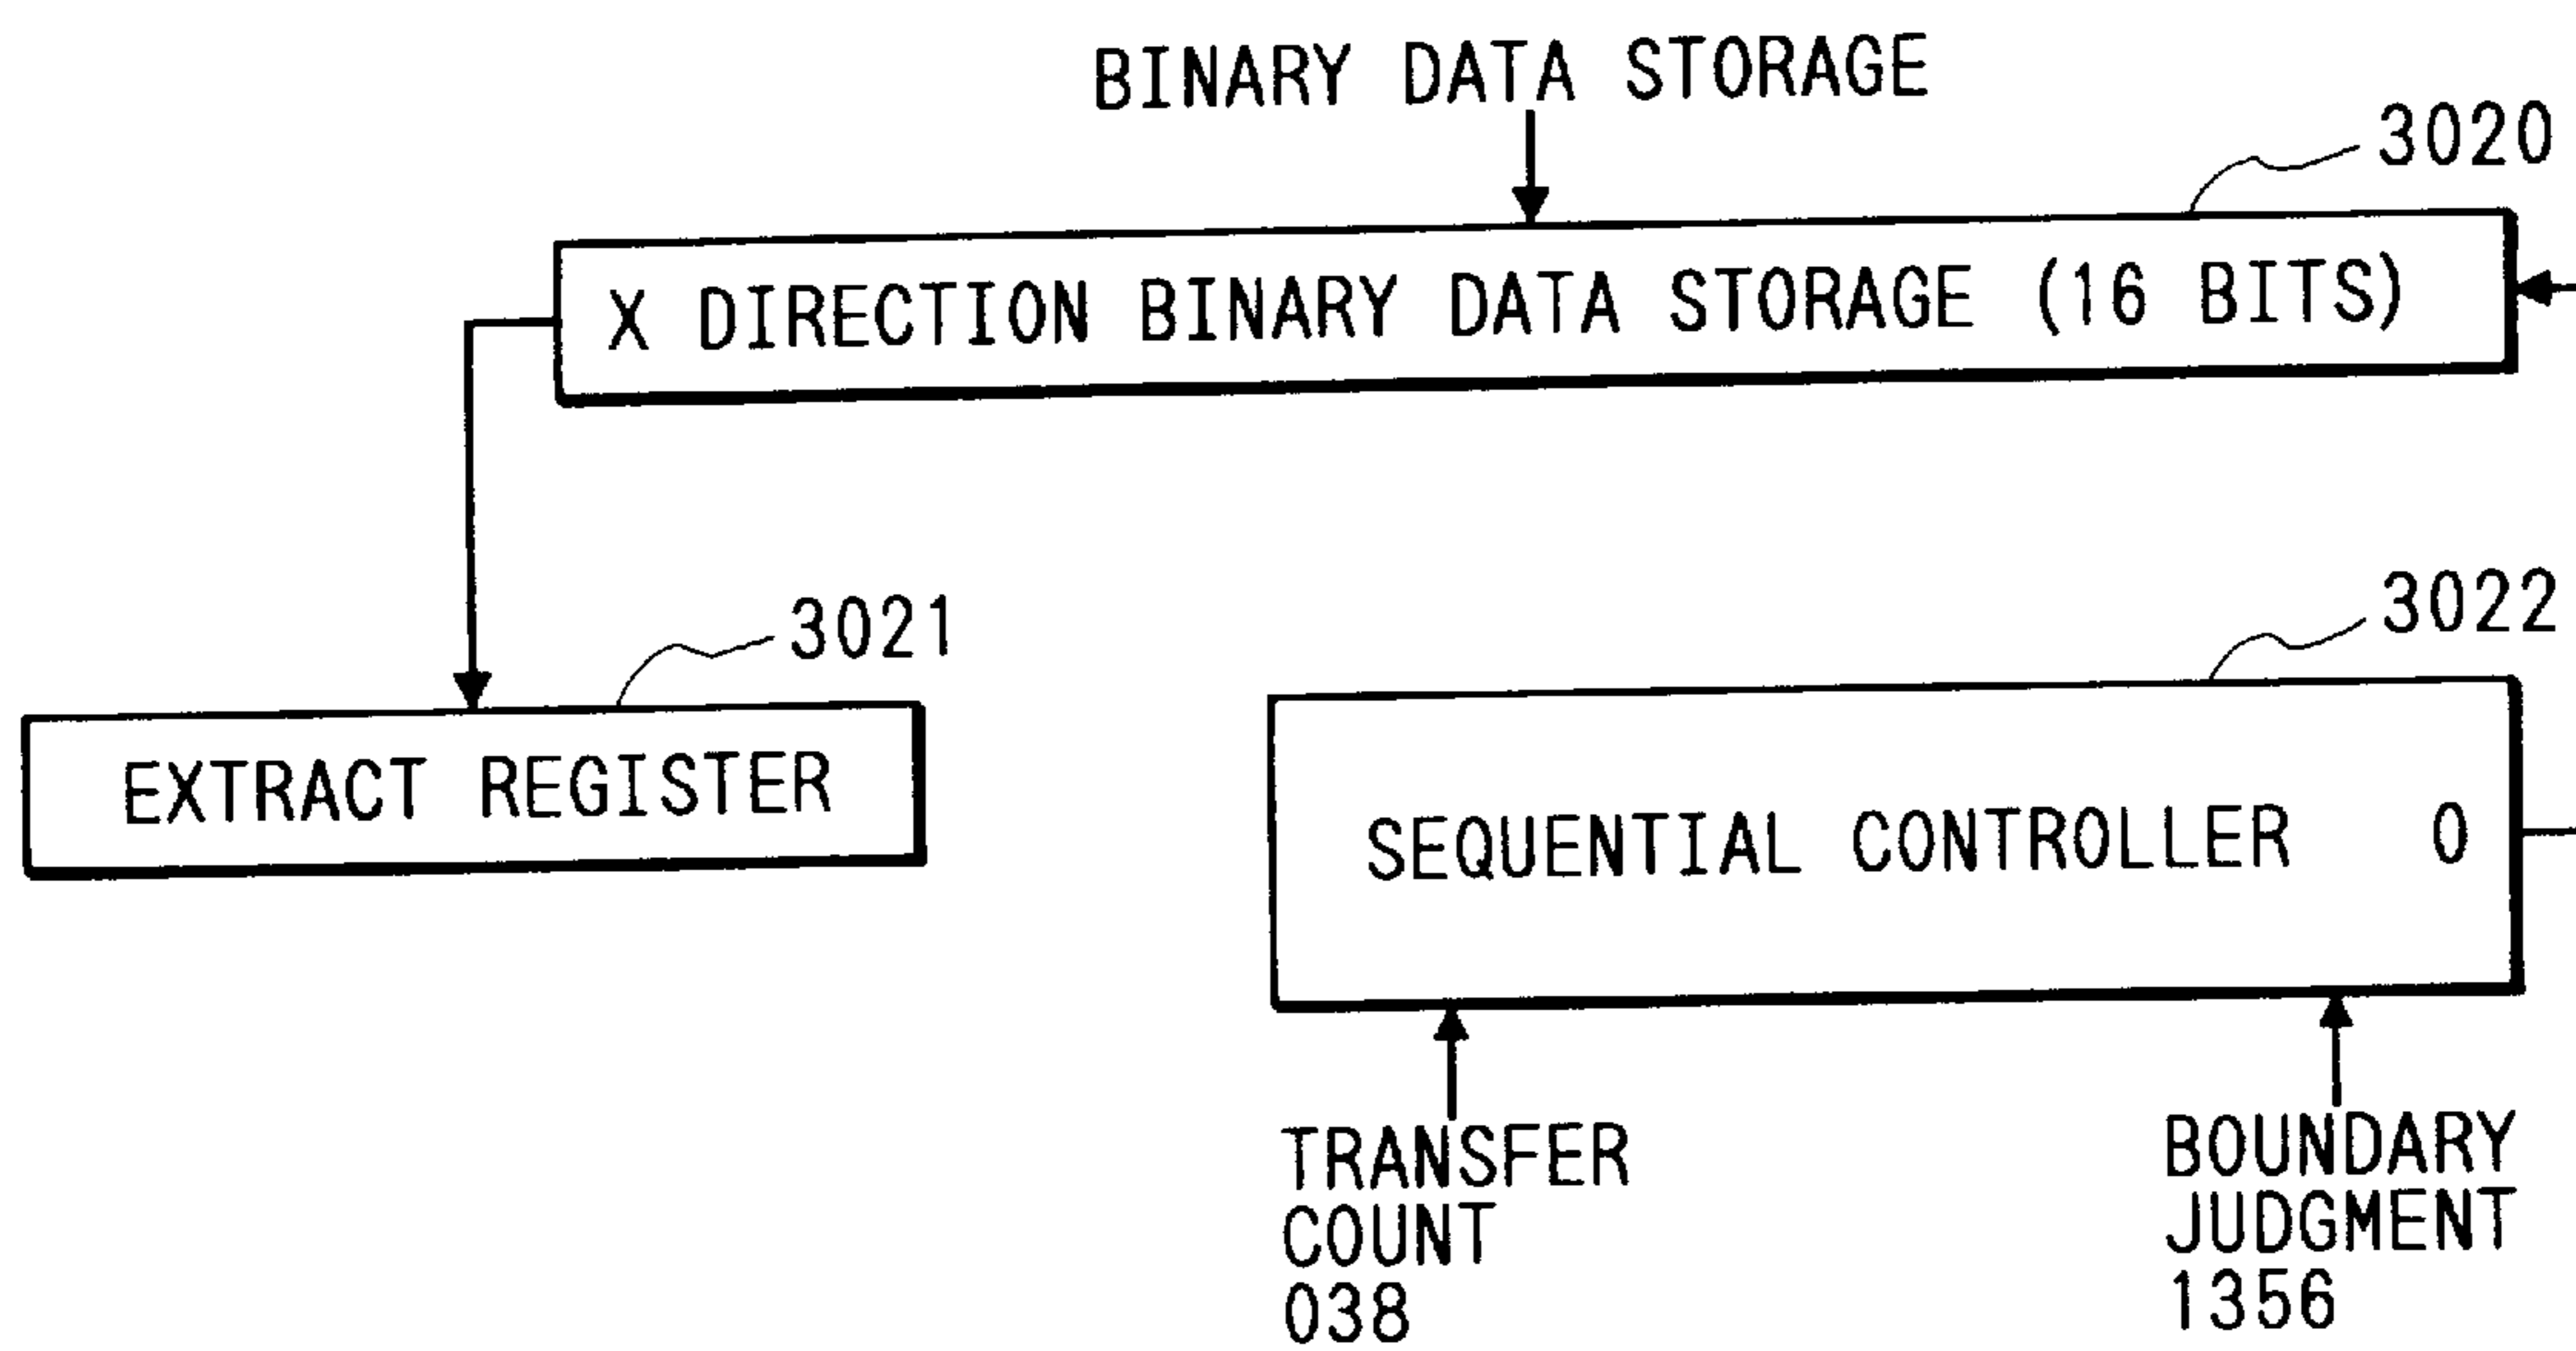 BINARY DATA STORAGE
3020
X DIRECTION BINARY DATA STORAGE (16 BITS)
3021
3022
EXTRACT REGISTER
SEQUENTIAL CONTROLLER 0
TRANSFER
COUNT
038
BOUNDARY
JUDGMENT
1356